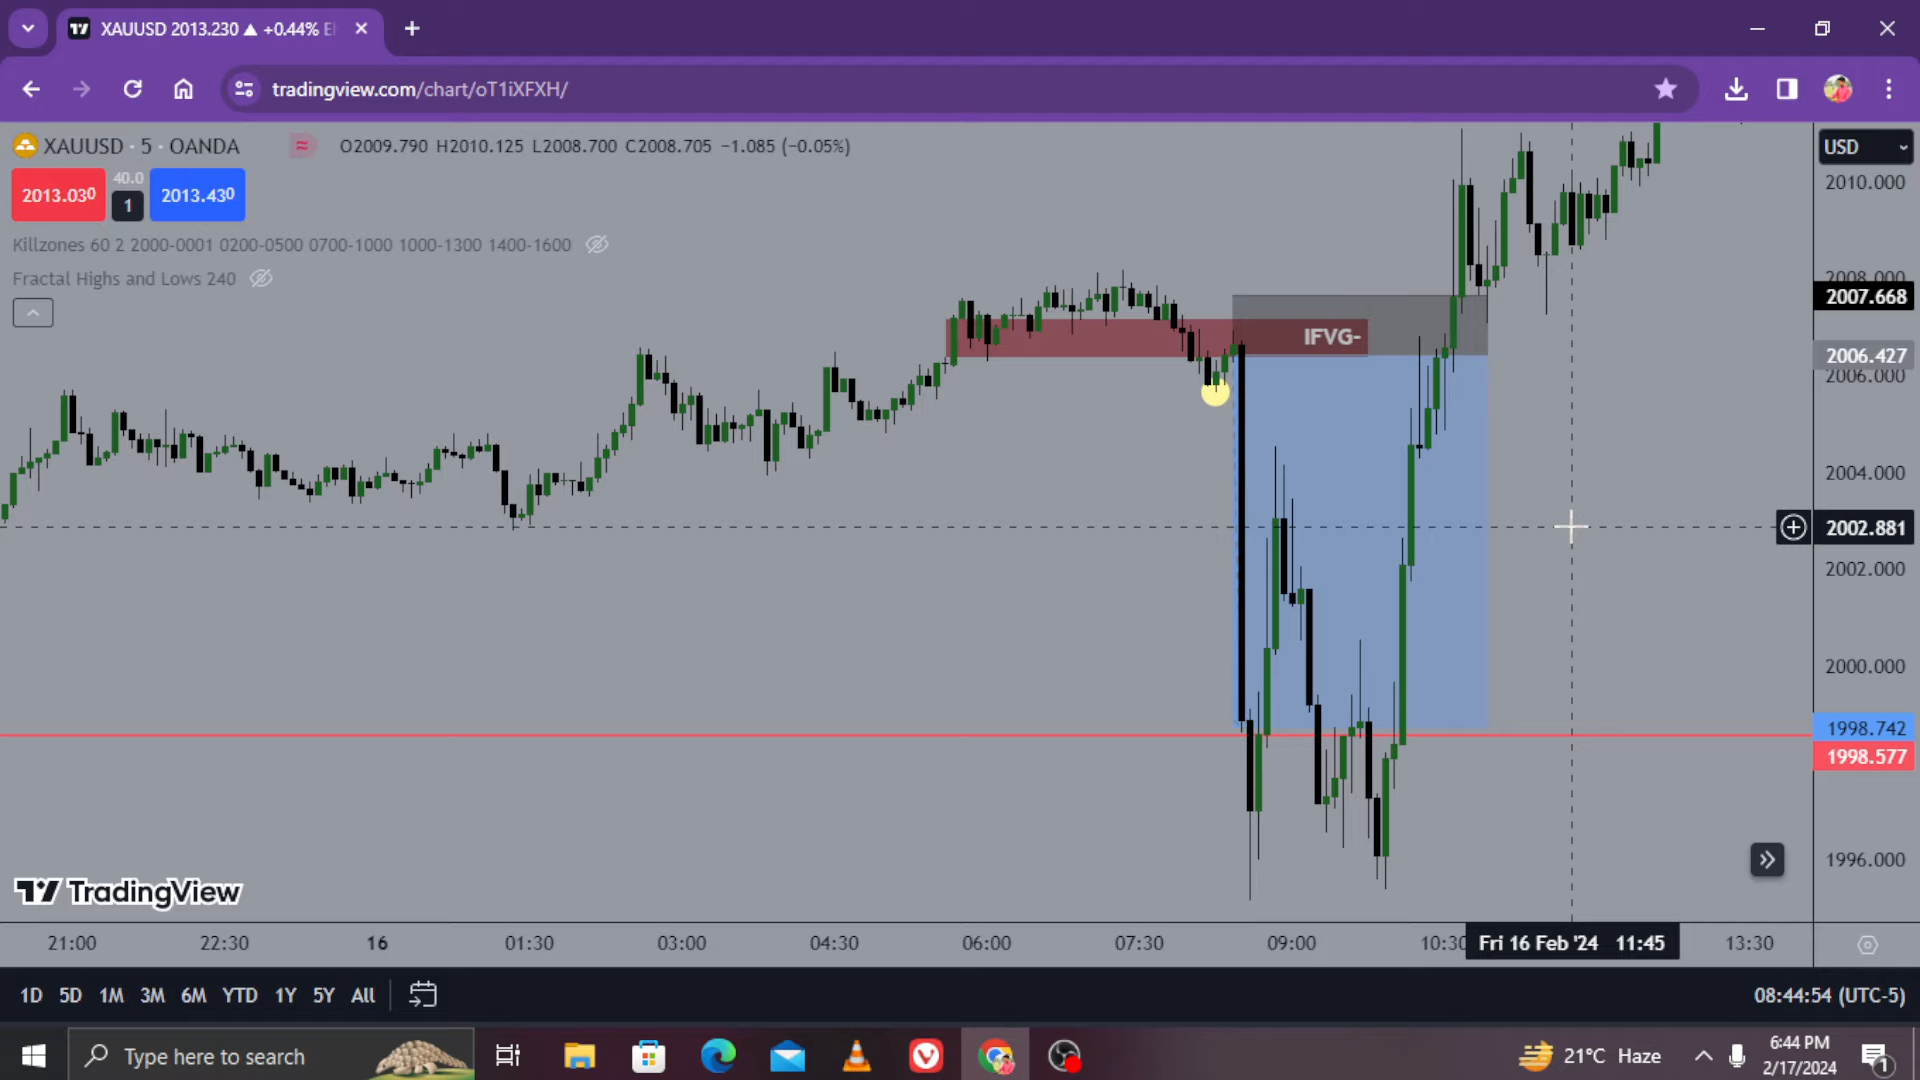 XAUUSD 2013.230 ▲ +0.44%
tradingview.com/chart/oT1iXFXH/
XAUUSD · 5 · OANDA O2009.790 H2010.125 L2008.700 C2008.705 −1.085 (−0.05%)
USD
2013.030 40.0 1 2013.430
2010.000
Killzones 60 2 2000-0001 0200-0500 0700-1000 1000-1300 1400-1600
Fractal Highs and Lows 240
2008.000
2007.668
IFVG-
2006.427
2006.000
2004.000
2002.881
2002.000
2000.000
1998.742
1998.577
1996.000
TradingView
21:00 22:30 16 01:30 03:00 04:30 06:00 07:30 09:00 10:30 Fri 16 Feb '24 11:45 13:30
1D 5D 1M 3M 6M YTD 1Y 5Y All 08:44:54 (UTC-5)
Type here to search 21°C Haze 6:44 PM
2/17/2024 1